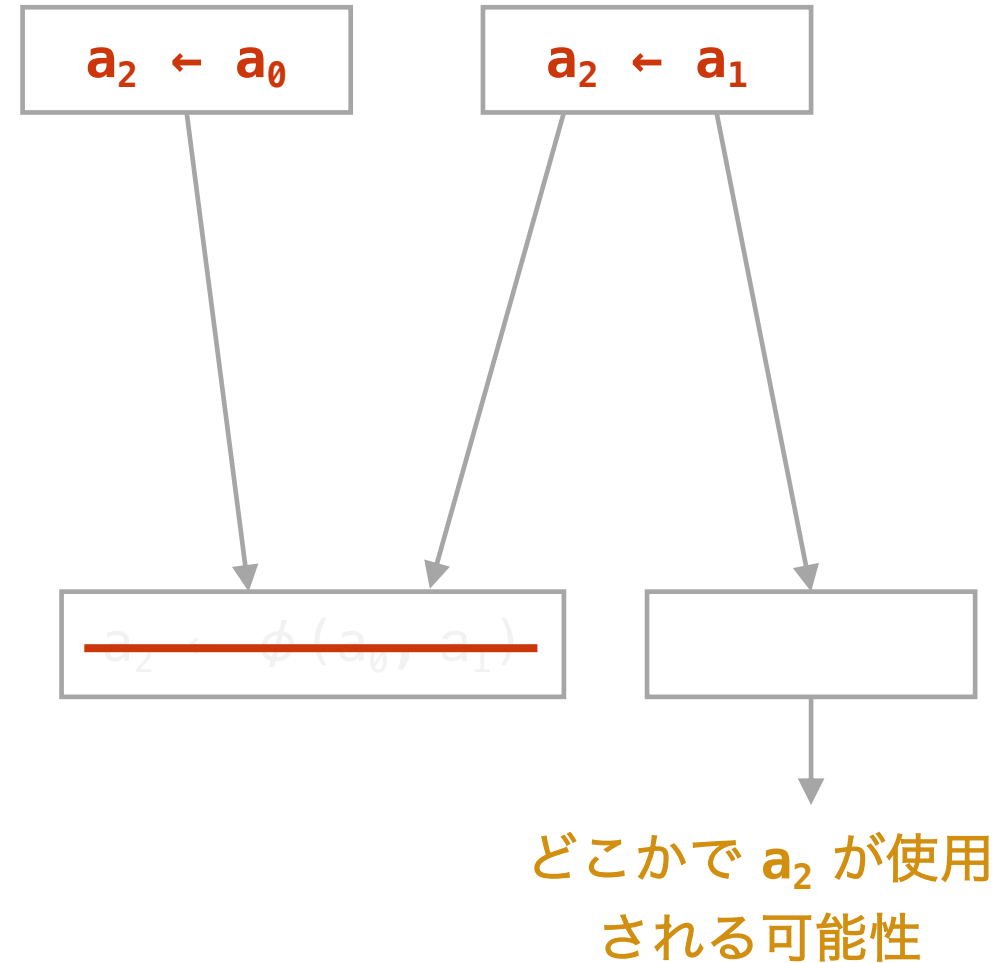 a₂ ← a₀
a₂ ← a₁
a₂ ← φ(a₀, a₁)
どこかで a₂ が使用
される可能性